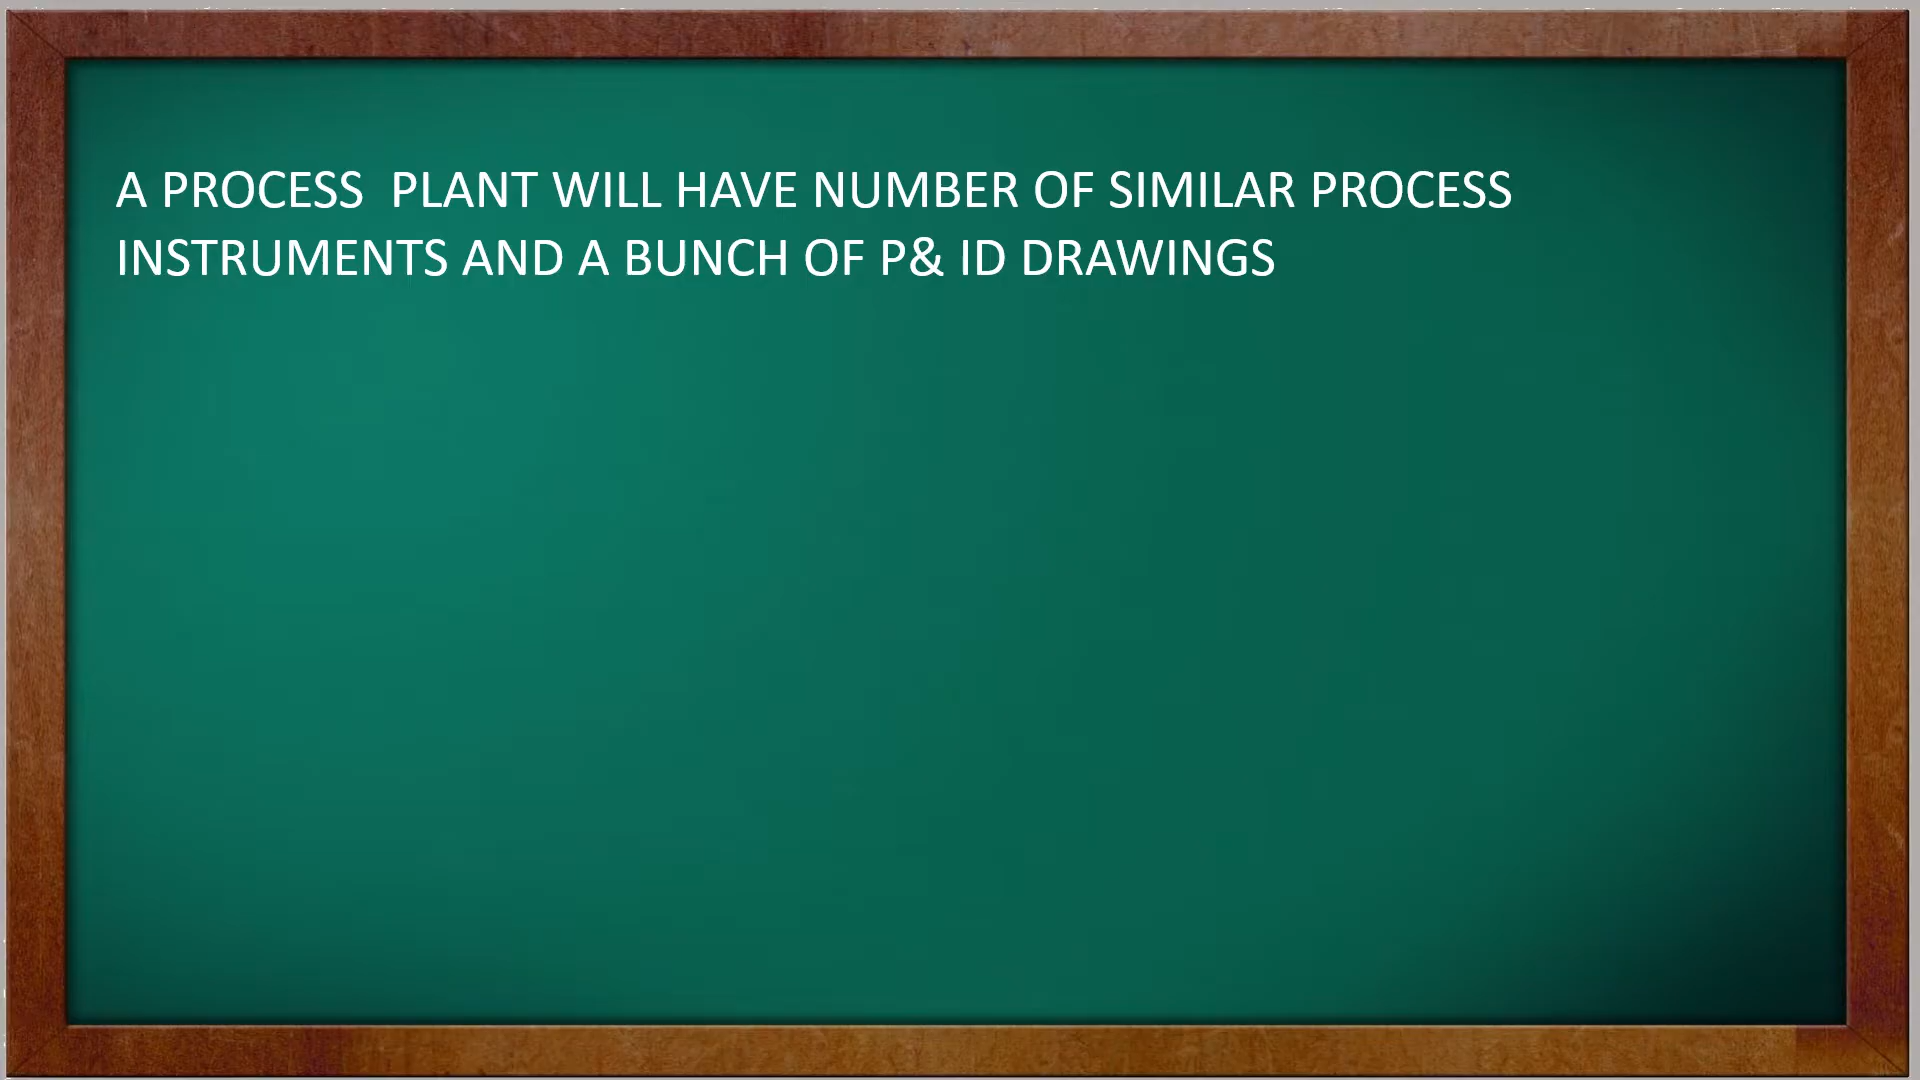 A PROCESS  PLANT WILL HAVE NUMBER OF SIMILAR PROCESS
INSTRUMENTS AND A BUNCH OF P& ID DRAWINGS